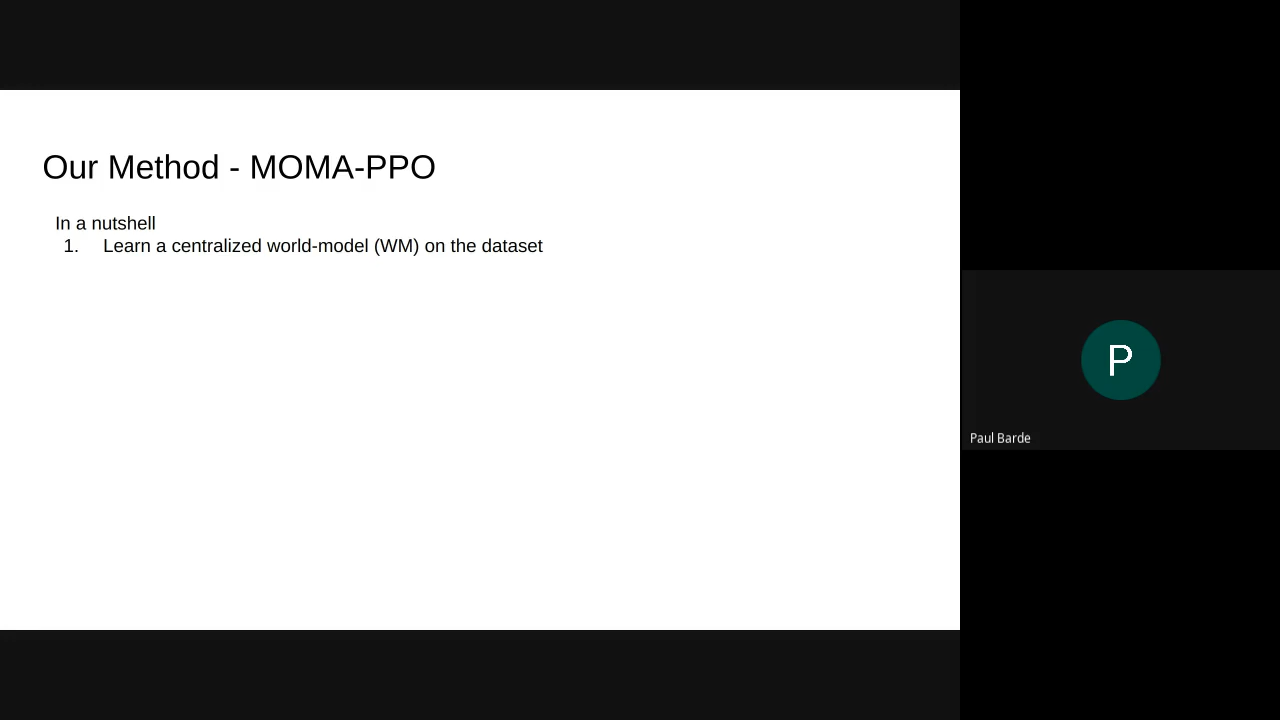 Our Method - MOMA-PPO
In a nutshell
1. Learn a centralized world-model (WM) on the dataset
P
Paul Barde